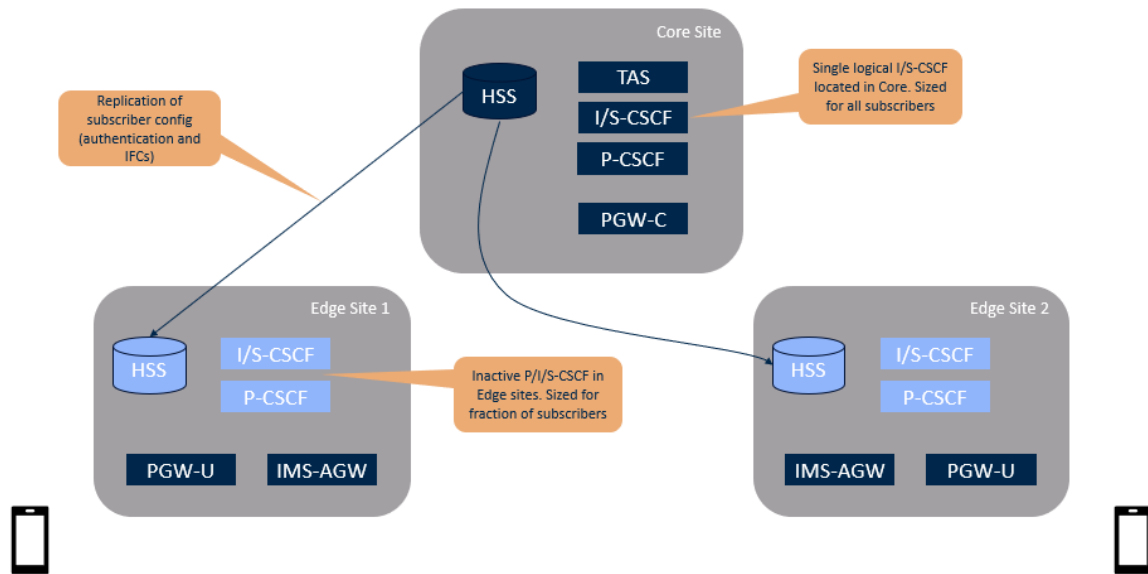 Core Site
HSS
TAS
I/S-CSCF
P-CSCF
PGW-C
Single logical I/S-CSCF
located in Core. Sized
for all subscribers
Replication of
subscriber config
(authentication and
IFCs)
Edge Site 1
HSS
I/S-CSCF
P-CSCF
PGW-U
IMS-AGW
Inactive P/I/S-CSCF in
Edge sites. Sized for
fraction of subscribers
Edge Site 2
HSS
I/S-CSCF
P-CSCF
IMS-AGW
PGW-U